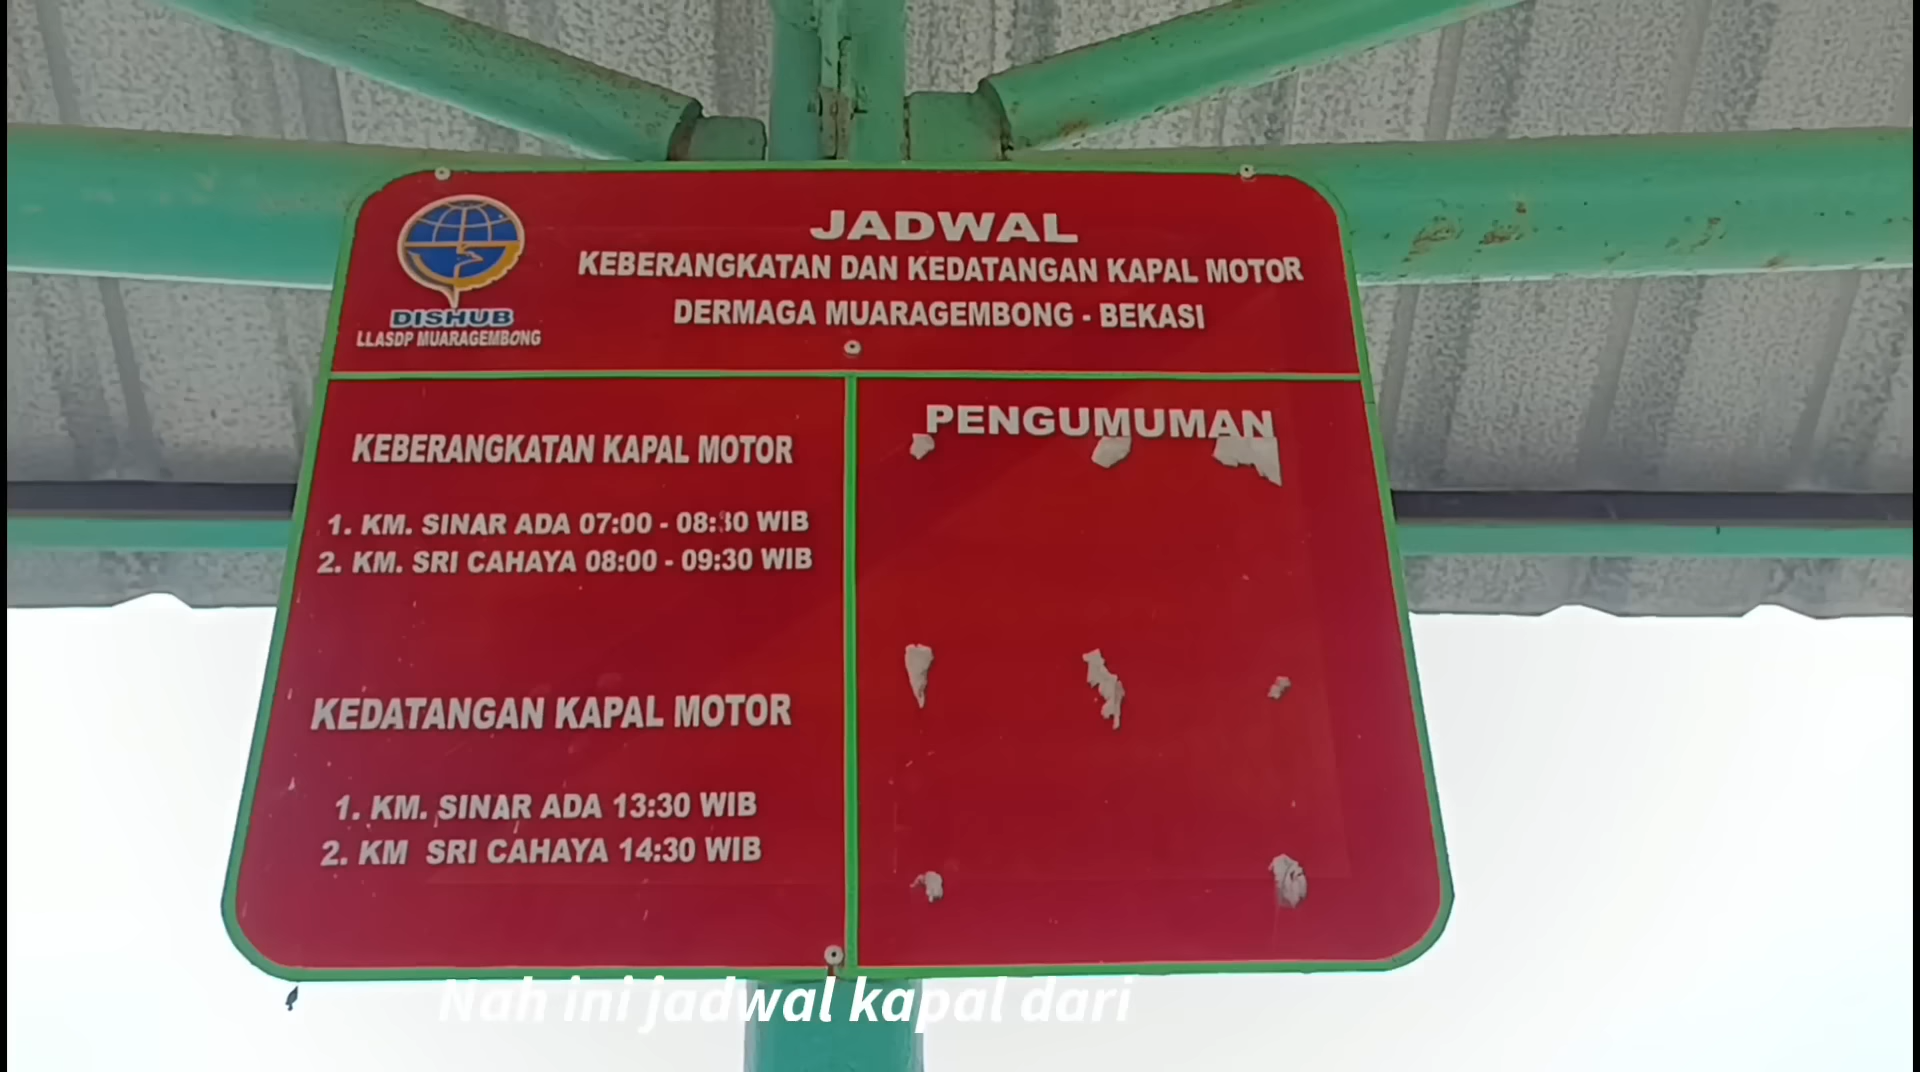 JADWAL
KEBERANGKATAN DAN KEDATANGAN KAPAL MOTOR
DERMAGA MUARAGEMBONG - BEKASI
DISHUB
LLASDP MUARAGEMBONG
KEBERANGKATAN KAPAL MOTOR
1. KM. SINAR ADA 07:00 - 08:30 WIB
2. KM. SRI CAHAYA 08:00 - 09:30 WIB
KEDATANGAN KAPAL MOTOR
1. KM. SINAR ADA 13:30 WIB
2. KM SRI CAHAYA 14:30 WIB
PENGUMUMAN
Nah ini jadwal kapal dari